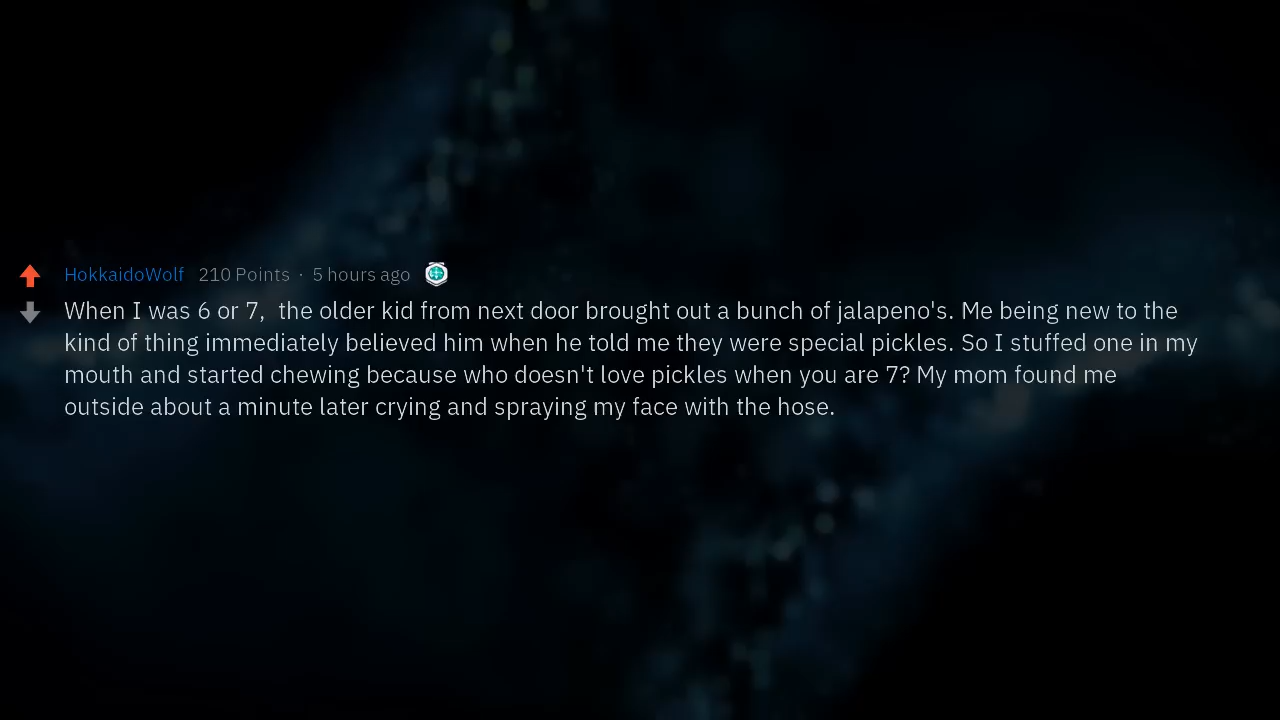 HokkaidoWolf 210 Points · 5 hours ago
When I was 6 or 7,  the older kid from next door brought out a bunch of jalapeno's. Me being new to the
kind of thing immediately believed him when he told me they were special pickles. So I stuffed one in my
mouth and started chewing because who doesn't love pickles when you are 7? My mom found me
outside about a minute later crying and spraying my face with the hose.